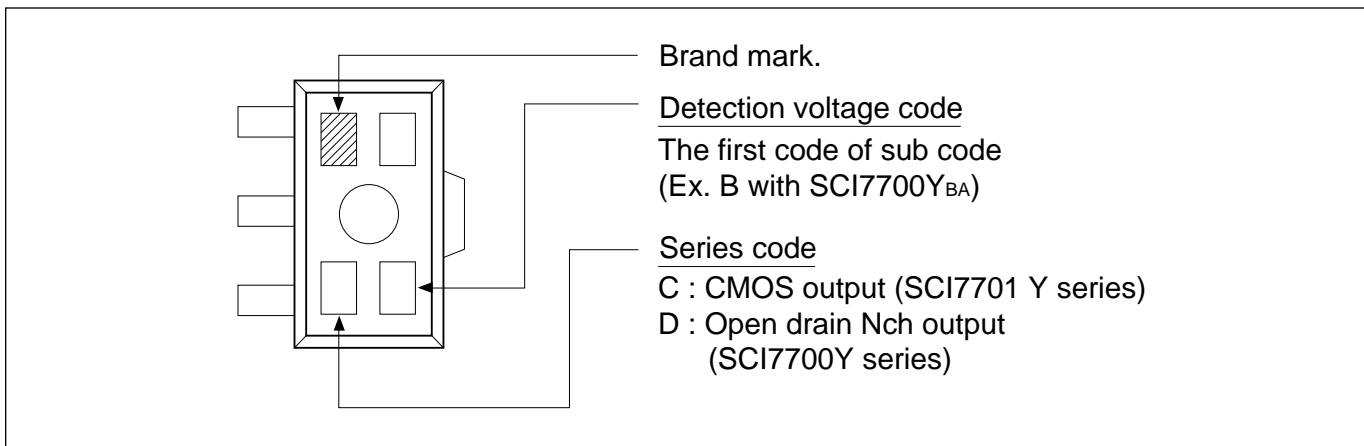 Brand mark.
Detection voltage code
The first code of sub code
(Ex. B with SCI7700YBA)
Series code
C : CMOS output (SCI7701 Y series)
D : Open drain Nch output
(SCI7700Y series)